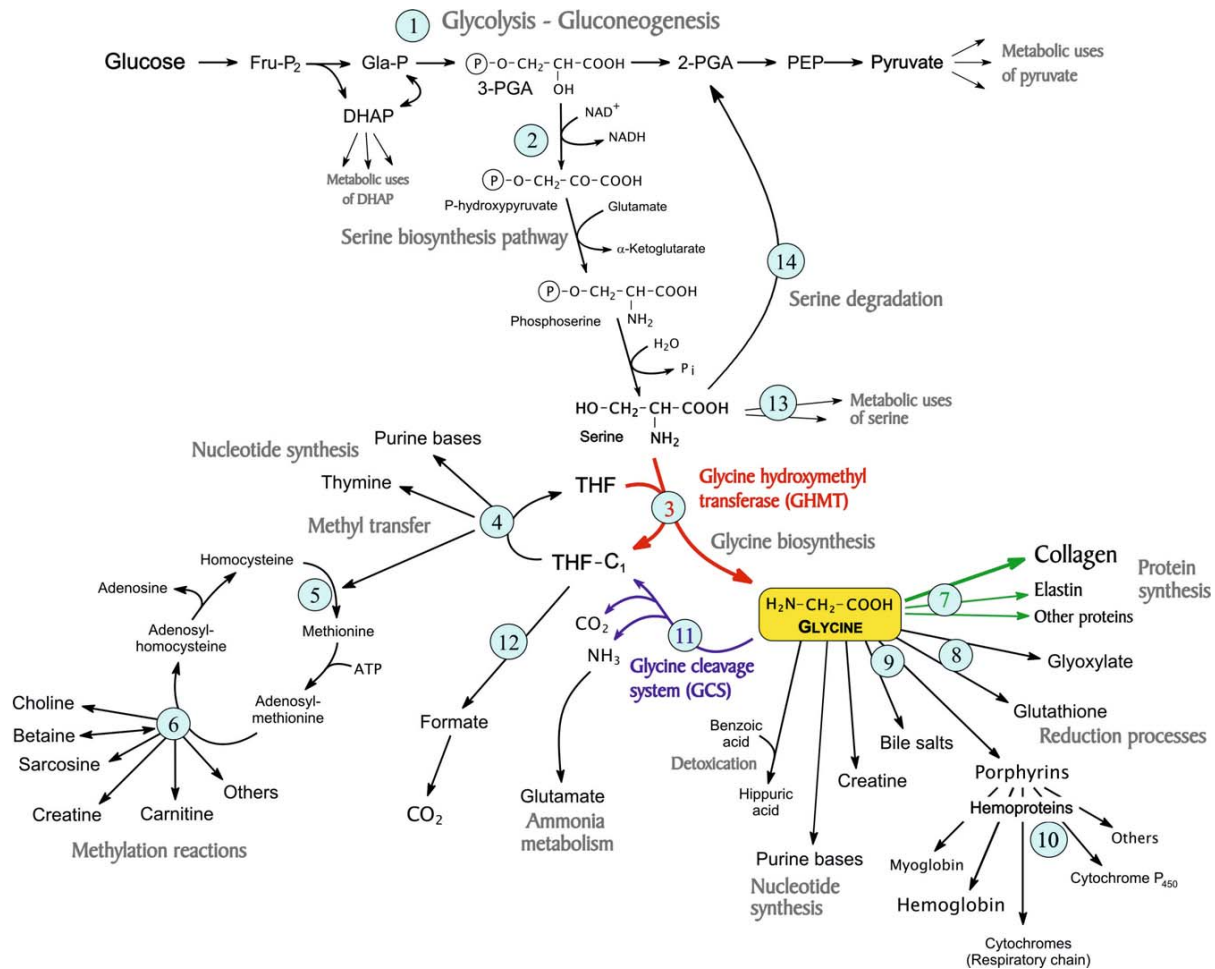 1
Glycolysis - Gluconeogenesis
Glucose
Fru-P₂
Gla-P
P-O-CH₂-CH-COOH
OH
3-PGA
2-PGA
PEP
Pyruvate
Metabolic uses
of pyruvate
DHAP
Metabolic uses
of DHAP
2
NAD⁺
NADH
P-O-CH₂-CO-COOH
P-hydroxypyruvate
Glutamate
Serine biosynthesis pathway
α-Ketoglutarate
14
Serine degradation
P-O-CH₂-CH-COOH
NH₂
Phosphoserine
H₂O
Pi
HO-CH₂-CH-COOH
NH₂
Serine
13
Metabolic uses
of serine
Nucleotide synthesis
Purine bases
Thymine
Methyl transfer
4
THF
3
Glycine hydroxymethyl
transferase (GHMT)
Glycine biosynthesis
THF-C₁
Homocysteine
Adenosine
5
Adenosyl-
homocysteine
Methionine
ATP
Adenosyl-
methionine
Choline
Betaine
Sarcosine
Creatine
Carnitine
Others
6
Methylation reactions
12
Formate
CO₂
CO₂
NH₃
11
Glycine cleavage
system (GCS)
Glutamate
Ammonia
metabolism
H₂N-CH₂-COOH
GLYCINE
7
Collagen
Elastin
Other proteins
Protein
synthesis
8
Glyoxylate
Glutathione
Reduction processes
9
Benzoic
acid
Detoxication
Hippuric
acid
Purine bases
Nucleotide
synthesis
Creatine
Bile salts
Porphyrins
Hemoproteins
10
Myoglobin
Hemoglobin
Cytochromes
(Respiratory chain)
Cytochrome P₄₅₀
Others